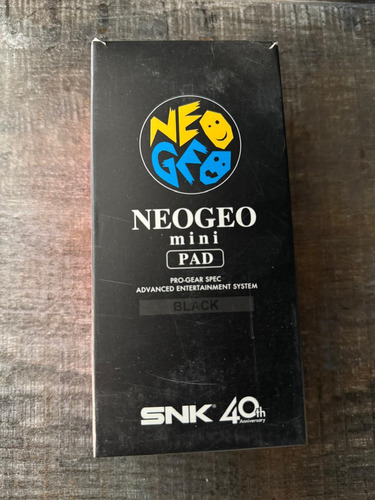 NEO
GEO
NEOGEO
mini
PAD
PRO-GEAR SPEC
ADVANCED ENTERTAINMENT SYSTEM
BLACK
SNK 40th
Anniversary